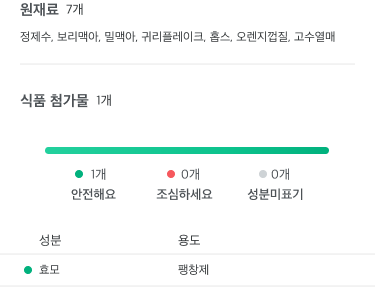 원재료 7개
정제수, 보리맥아, 밀맥아, 귀리플레이크, 홉스, 오렌지껍질, 고수열매
식품 첨가물 1개
1개 0개 0개
안전해요 조심하세요 성분미표기
성분 용도
효모 팽창제